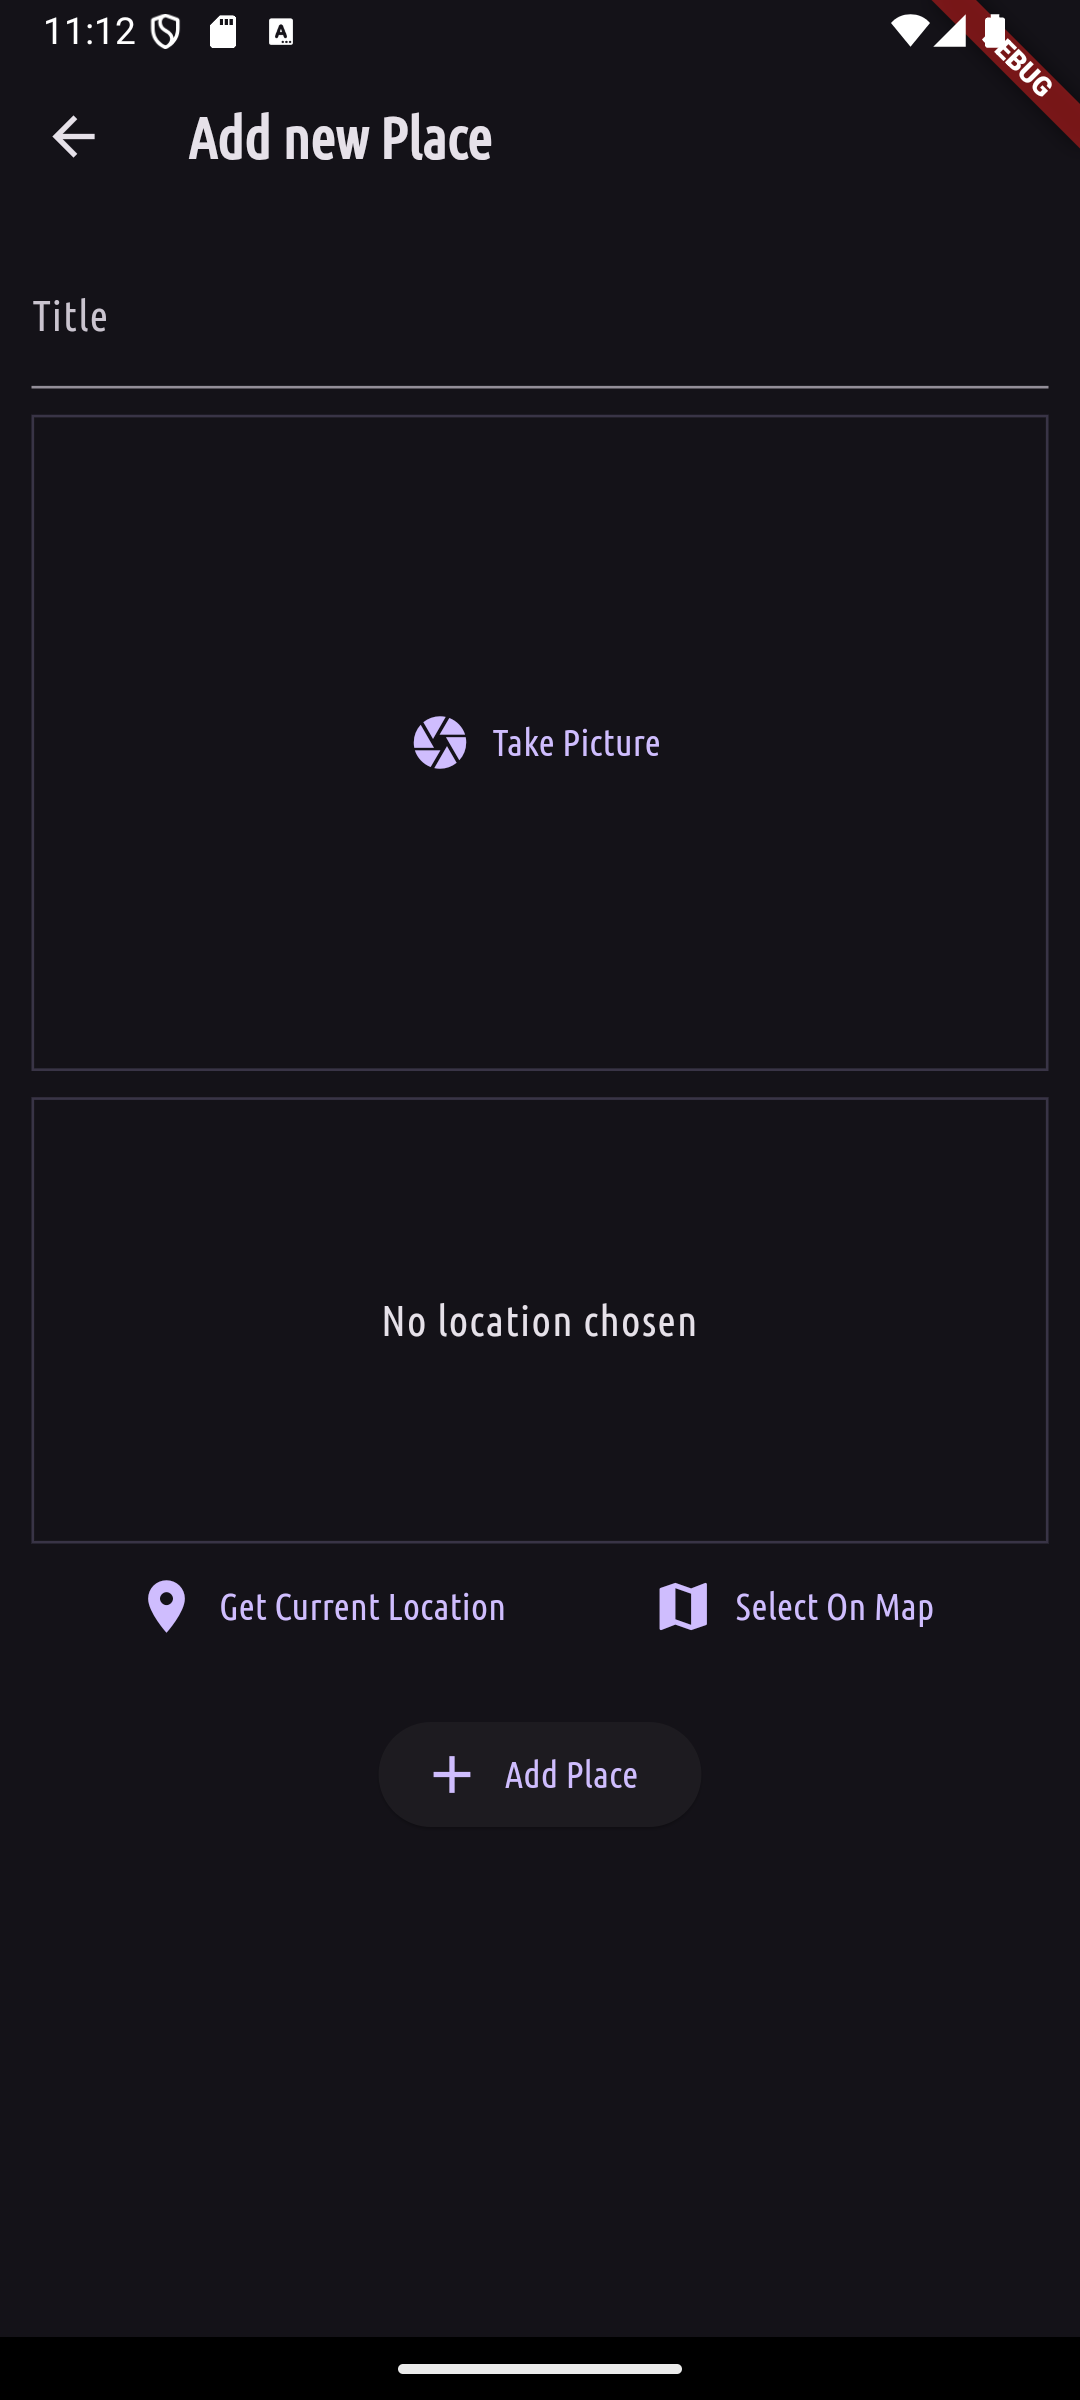 11:12
DEBUG
Add new Place
Title
Take Picture
No location chosen
Get Current Location
Select On Map
Add Place